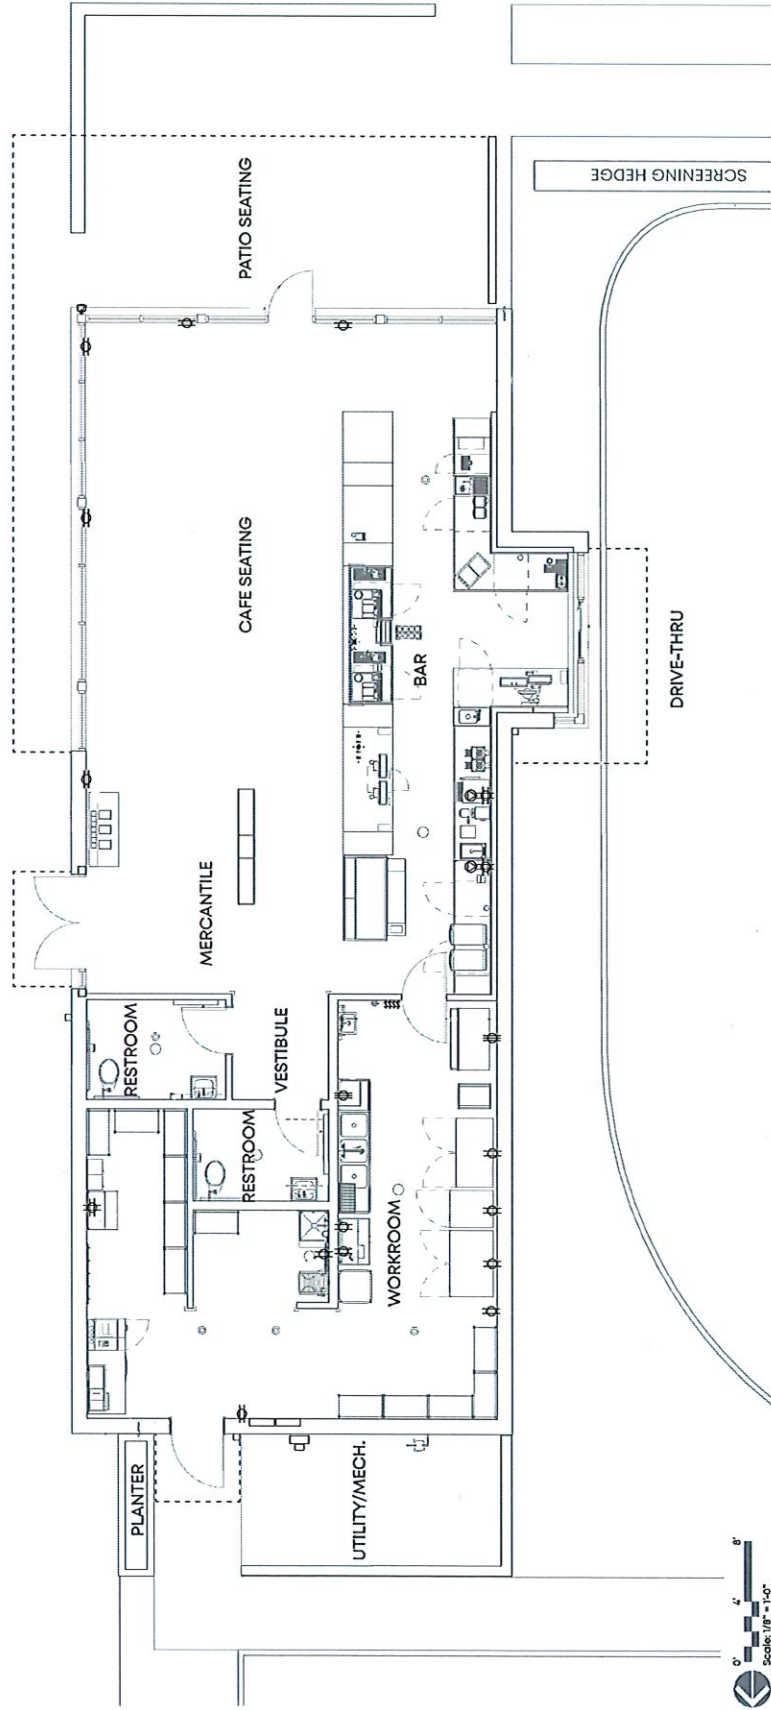 SCREENING HEDGE
PATIO SEATING
CAFE SEATING
BAR
DRIVE-THRU
MERCANTILE
RESTROOM
VESTIBULE
RESTROOM
WORKROOM
PLANTER
UTILITY/MECH.
0' 4' 8'
Scale: 1/8" = 1'-0"